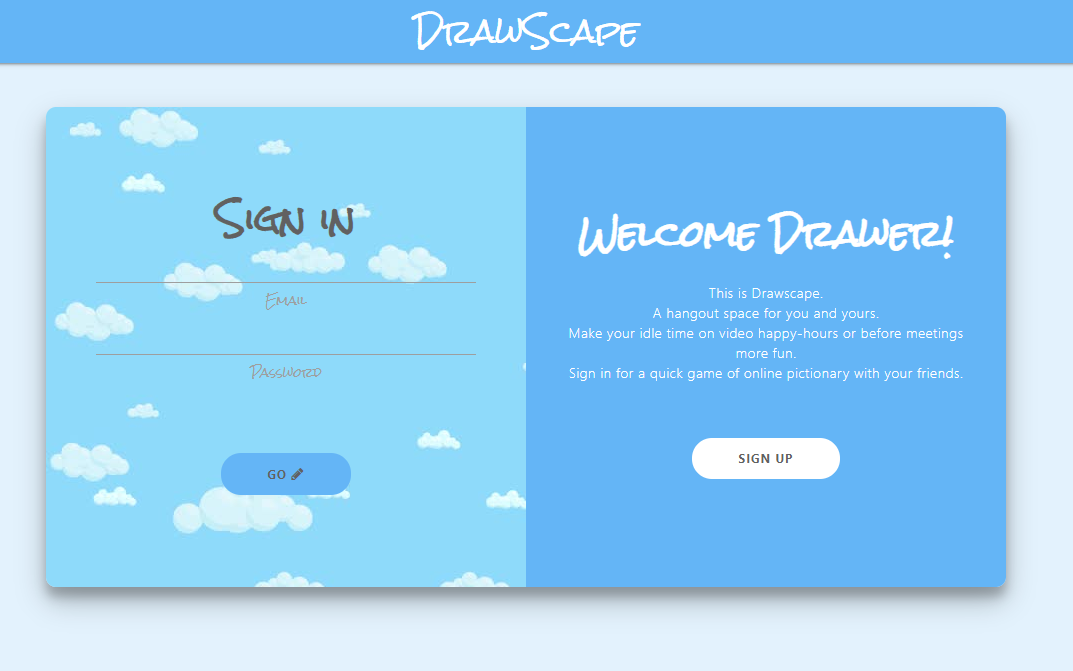 DrawScape
Sign in
Email
Password
GO
Welcome Drawer!
This is Drawscape.
A hangout space for you and yours.
Make your idle time on video happy-hours or before meetings
more fun.
Sign in for a quick game of online pictionary with your friends.
SIGN UP